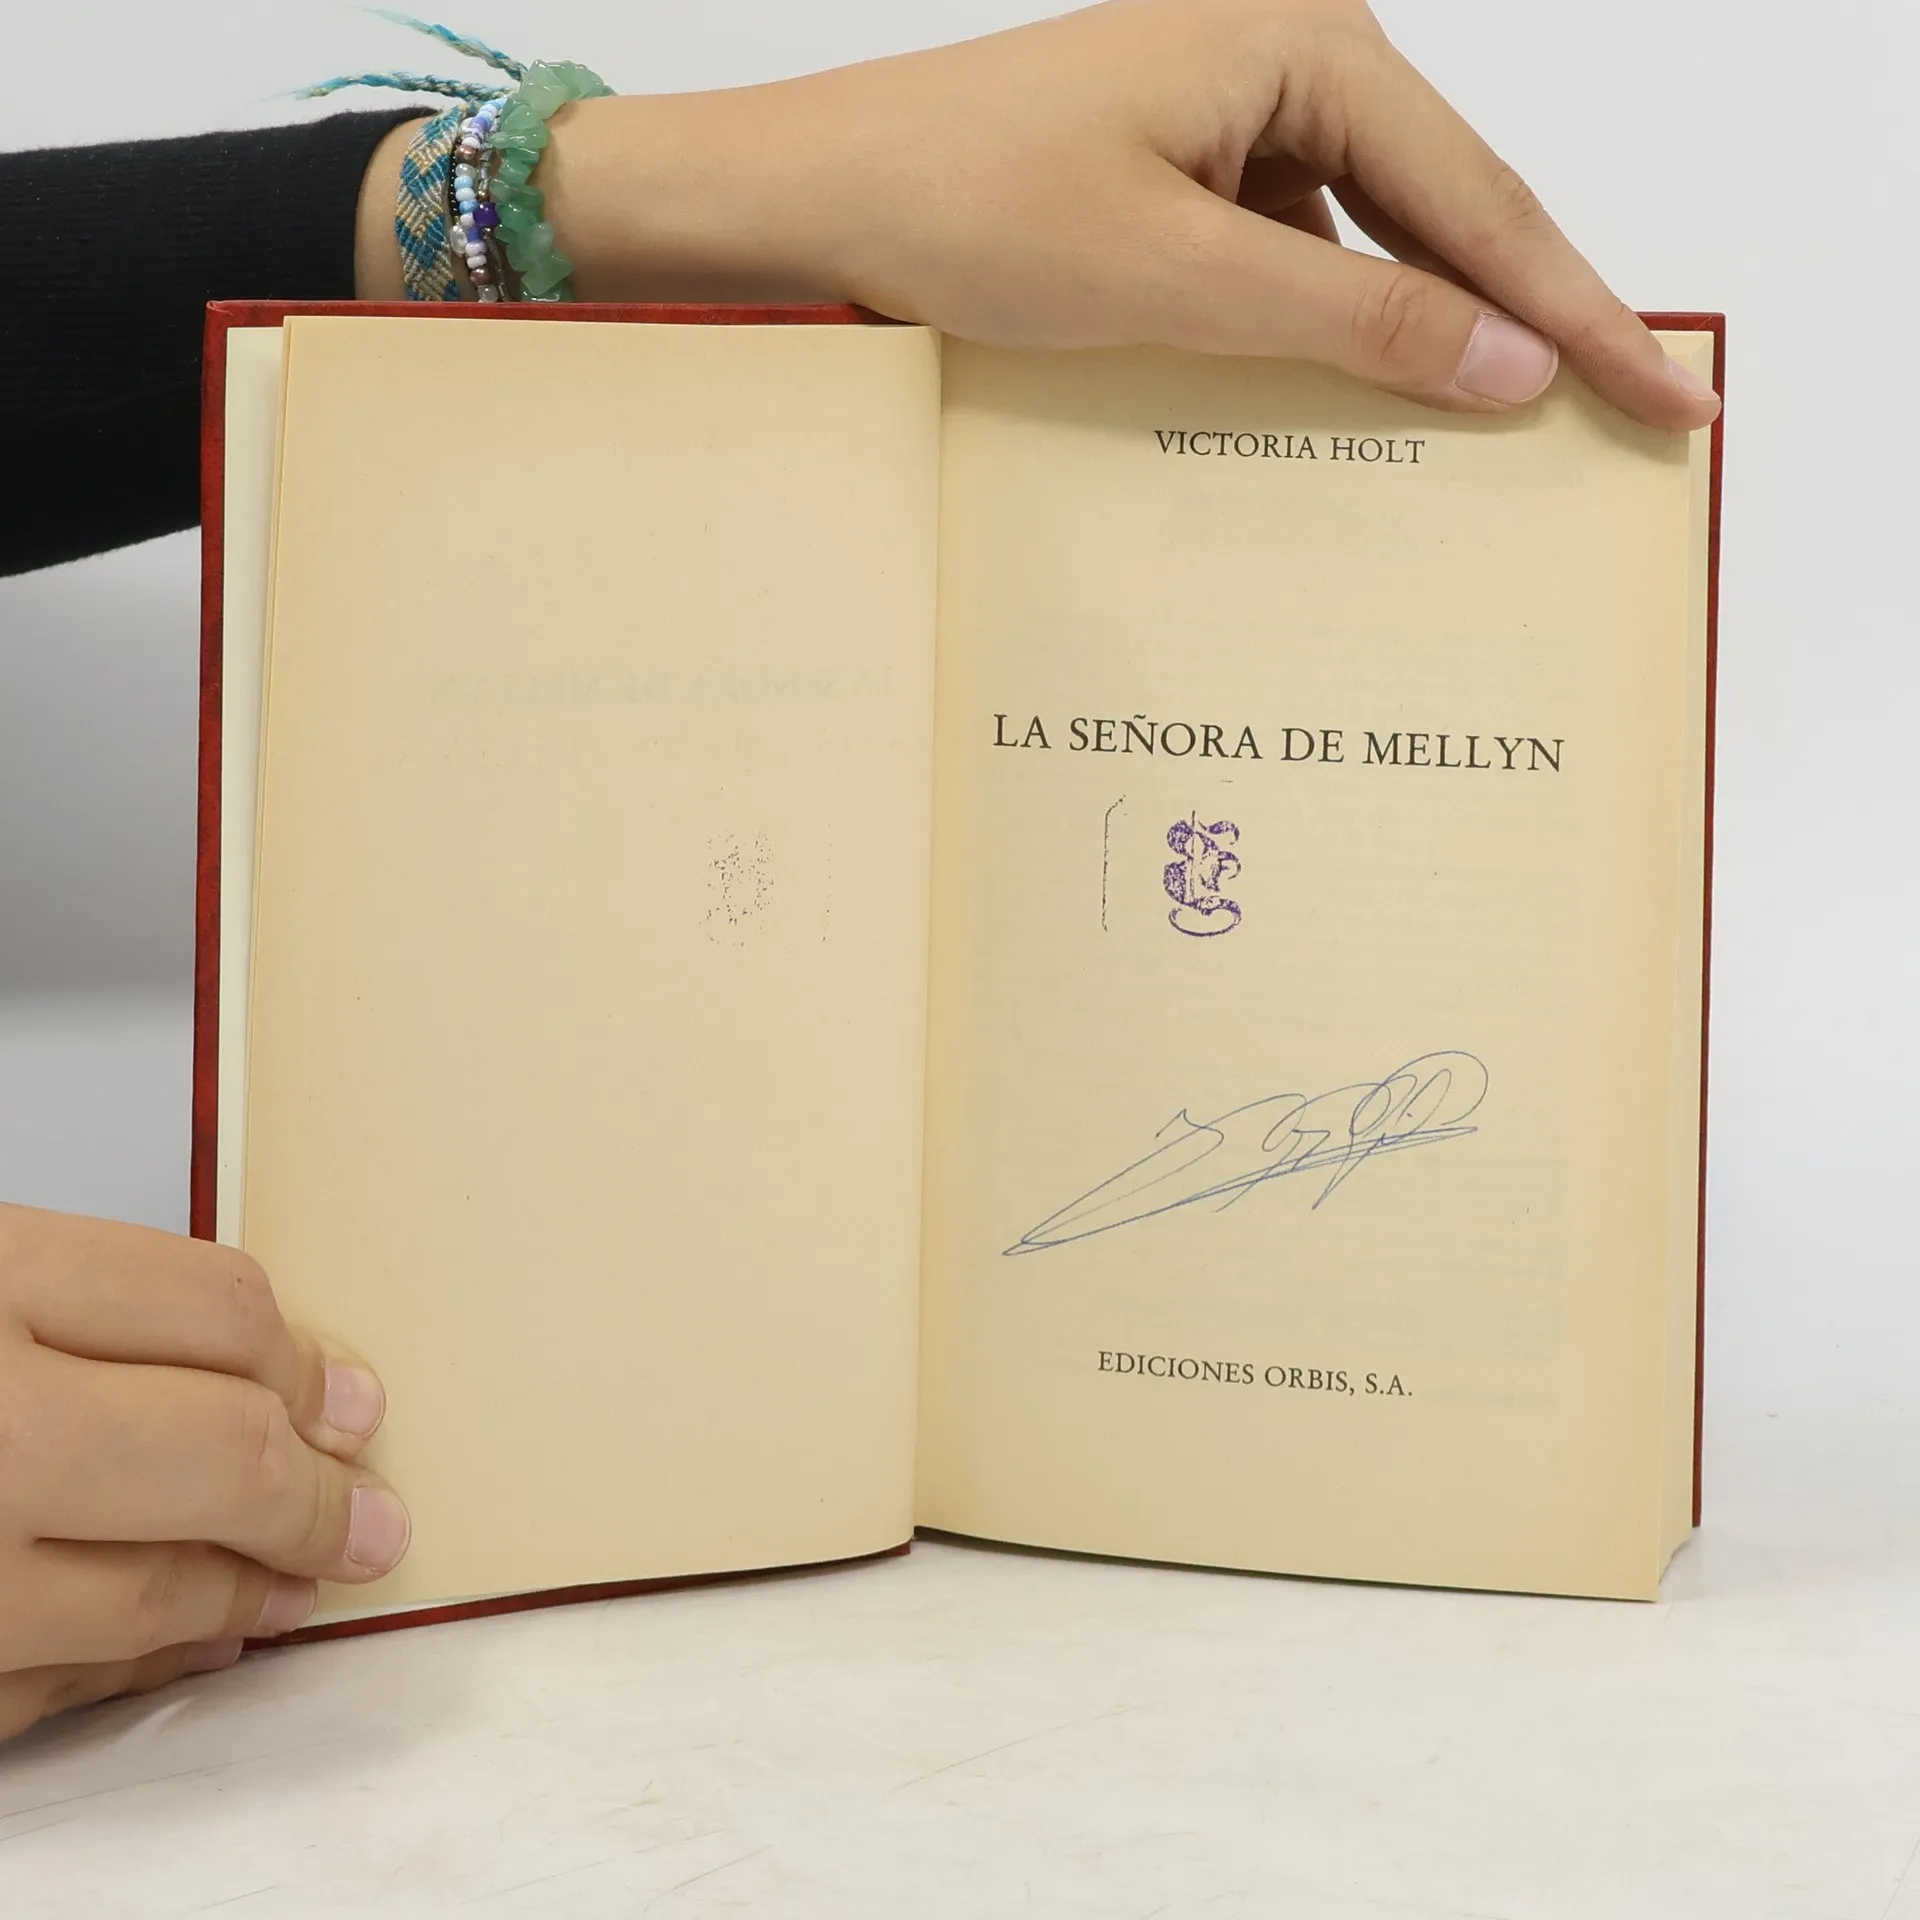 VICTORIA HOLT
LA SEÑORA DE MELLYN
EDICIONES ORBIS, S.A.